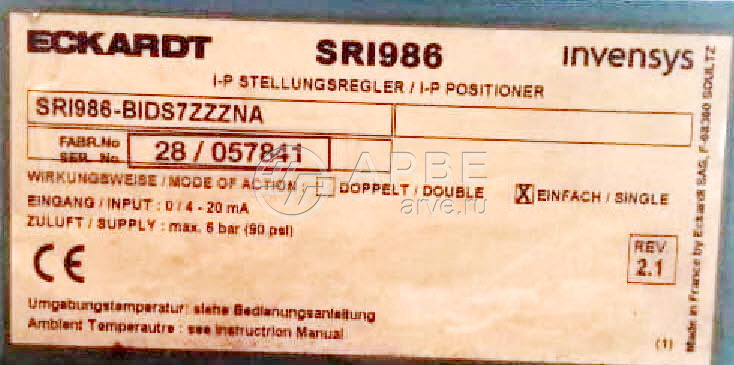 ECKARDT SRI986 invensys
I-P STELLUNGSREGLER / I-P POSITIONER
SRI986-BIDS7ZZZNA
FABR.No
SER. No.
28 / 057841
WIRKUNGSWEISE / MODE OF ACTION : DOPPELT / DOUBLE X EINFACH / SINGLE
EINGANG / INPUT : 0 / 4 - 20 mA
ZULUFT / SUPPLY : max. 6 bar (90 psi)
АРВЕ
arve.ru
REV.
2.1
CE
Umgebungstemperatur: siehe Bedienungsanleitung
Ambient Temperautre : see Instructrion Manual
(1)
Made in France by Eckardt SAS, F-68360 SOULTZ